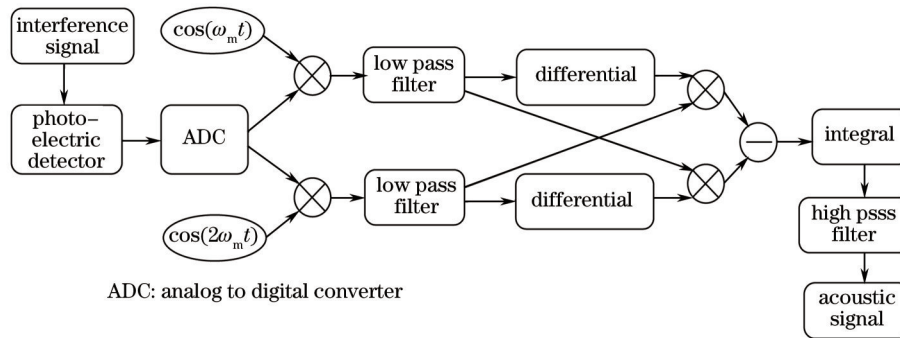 interference
signal
photo–
electric
detector
ADC
cos(ωₘt)
cos(2ωₘt)
low pass
filter
low pass
filter
differential
differential
—
integral
high psss
filter
acoustic
signal
ADC: analog to digital converter